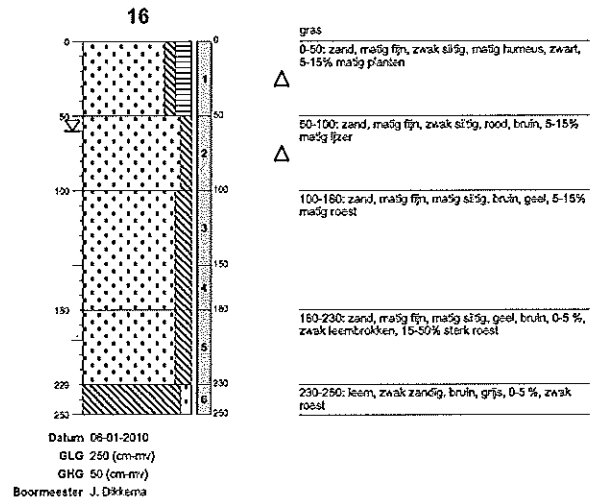 16
gras
0-50: zand, matig fijn, zwak siltig, matig humeus, zwart,
5-15% matig planten
50-100: zand, matig fijn, zwak siltig, rood, bruin, 5-15%
matig ijzer
100-180: zand, matig fijn, matig siltig, bruin, geel, 5-15%
matig roest
180-230: zand, matig fijn, matig siltig, geel, bruin, 0-5 %,
zwak leembrokken, 15-50% sterk roest
230-250: leem, zwak zandig, bruin, grijs, 0-5 %, zwak
roest
0
50
100
229
250
0
50
100
150
180
230
250
1
2
3
4
5
6
Datum 06-01-2010
GLG 250 (cm-mv)
GHG 50 (cm-mv)
Boormeester J. Dikkema